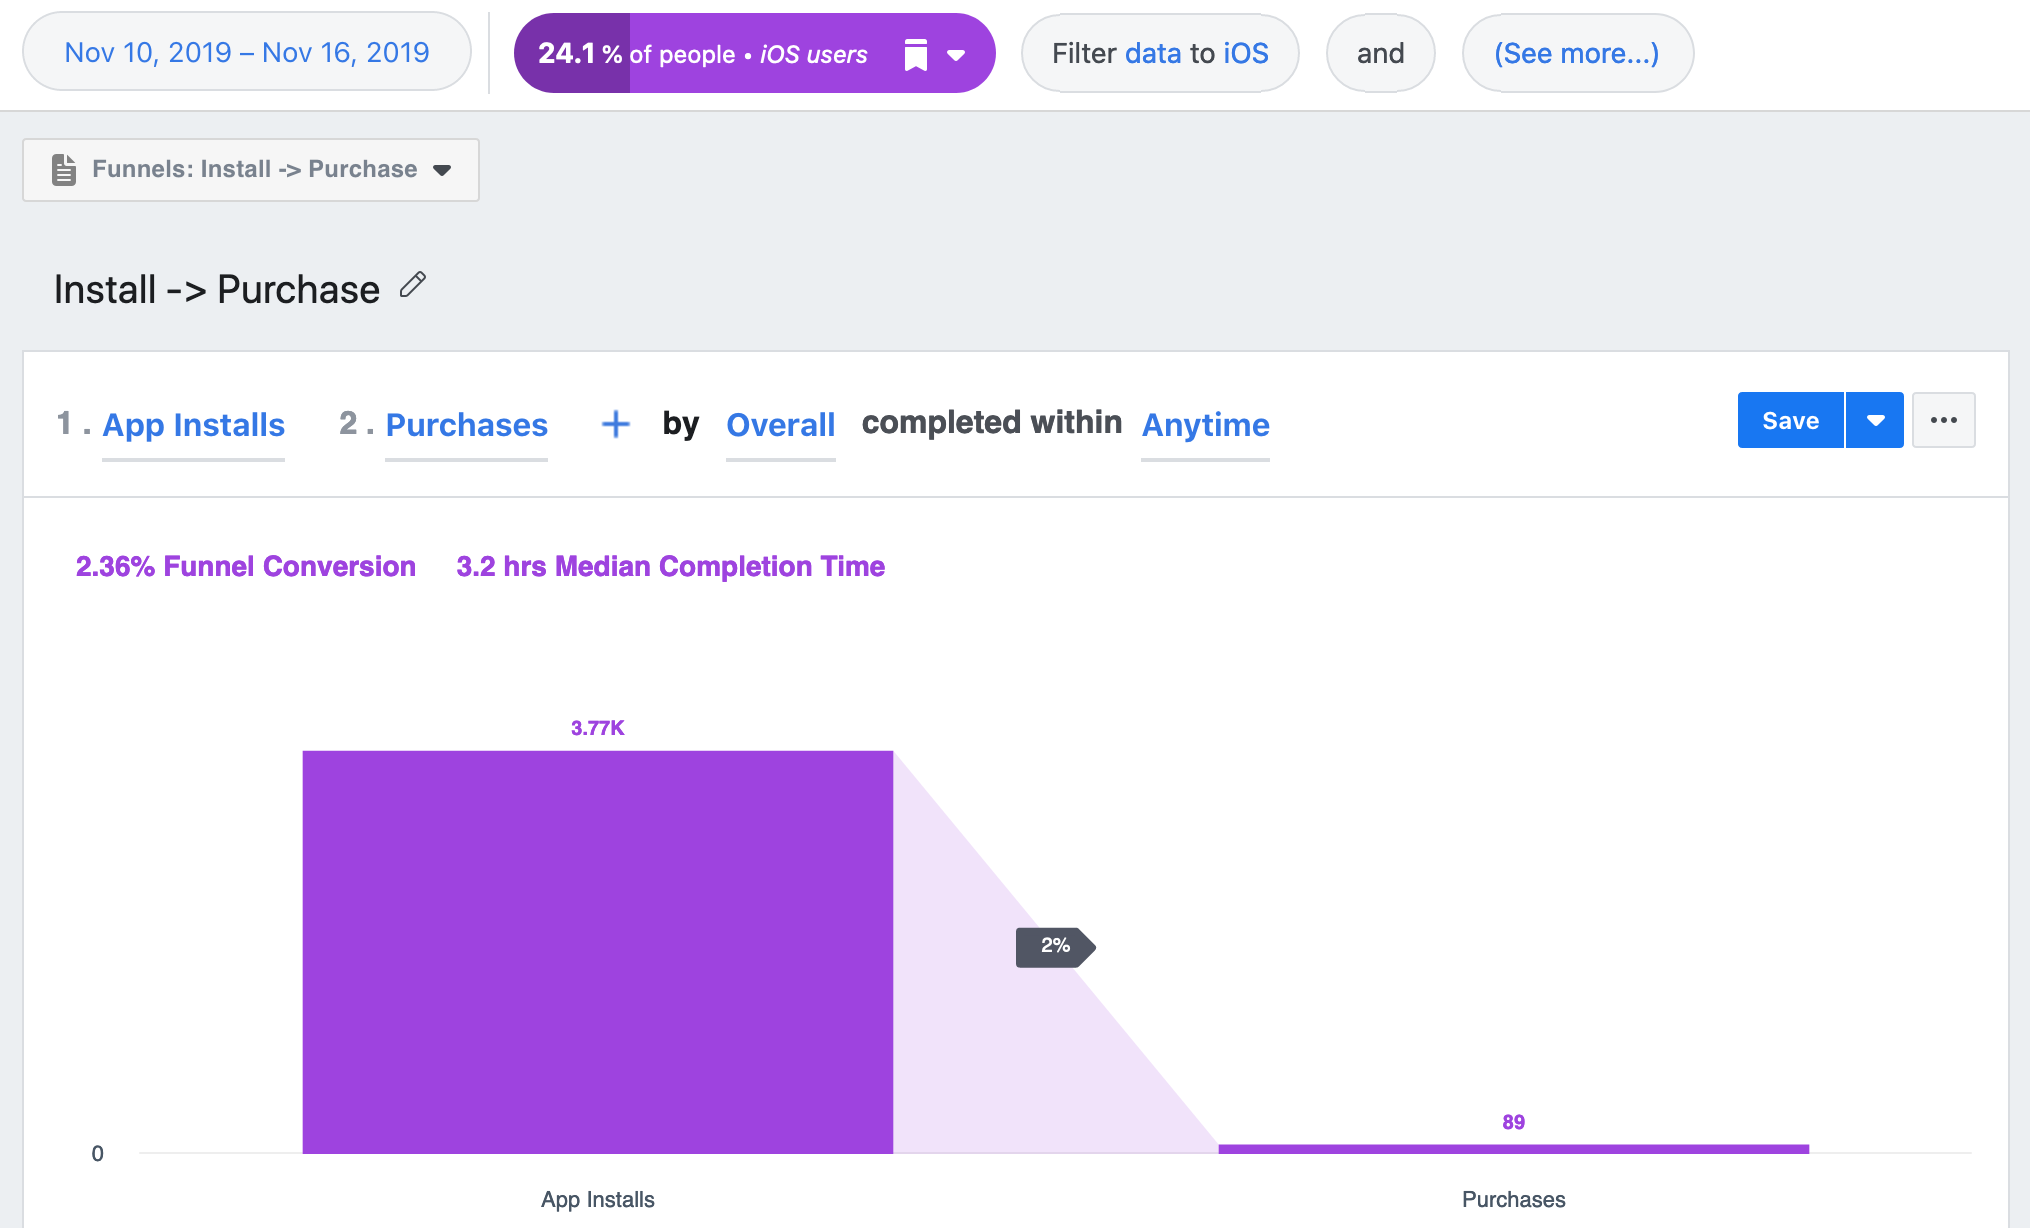 Nov 10, 2019 – Nov 16, 2019
24.1 % of people • iOS users
Filter data to iOS
and
(See more...)
Funnels: Install -> Purchase
Install -> Purchase
1 . App Installs 2 . Purchases + by Overall completed within Anytime
Save
2.36% Funnel Conversion 3.2 hrs Median Completion Time
3.77K
2%
89
0
App Installs
Purchases